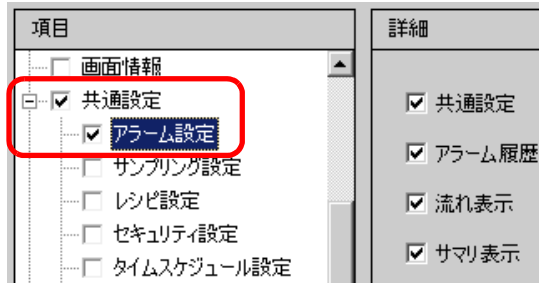 項目
画面情報
共通設定
アラーム設定
サンプリング設定
レシピ設定
セキュリティ設定
タイムスケジュール設定
詳細
共通設定
アラーム履歴
流れ表示
サマリ表示